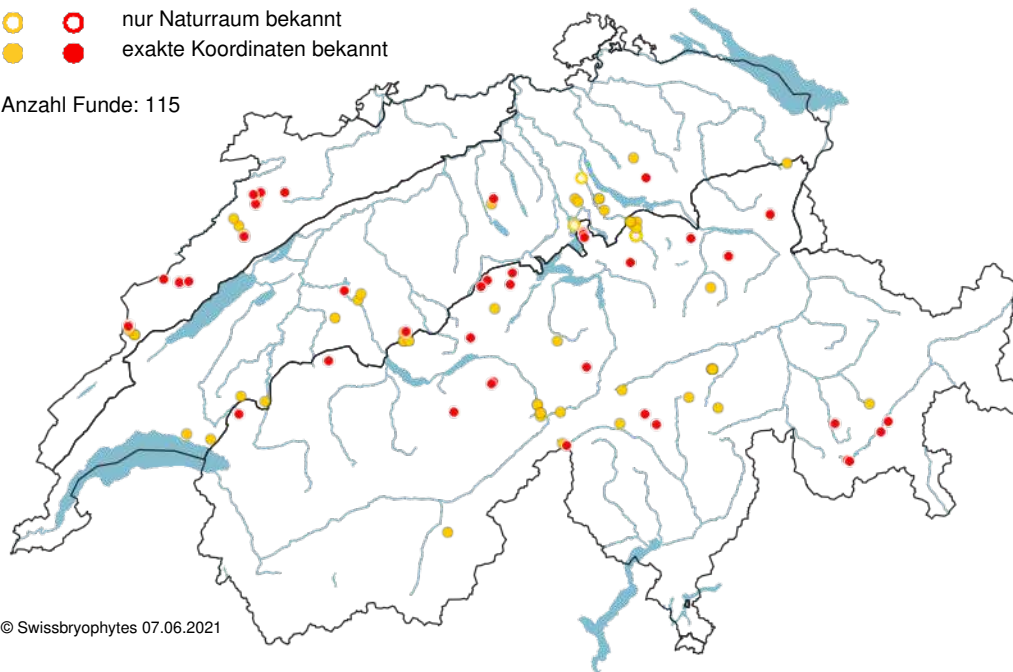 nur Naturraum bekannt
exakte Koordinaten bekannt
Anzahl Funde: 115
© Swissbryophytes 07.06.2021